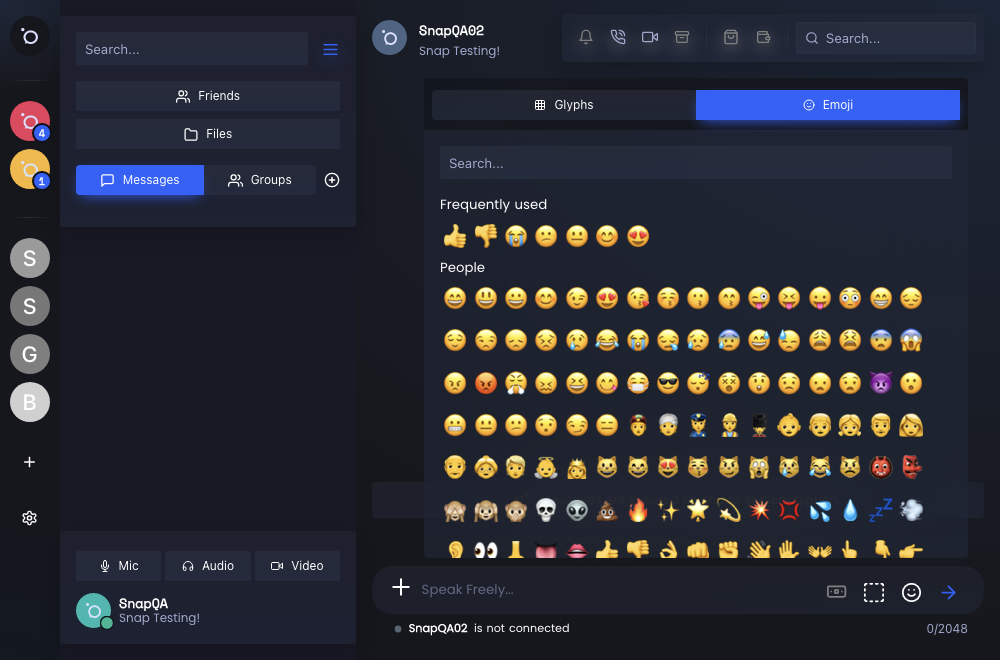 4
1
S
S
G
B
Search...
Friends
Files
Messages
Groups
Mic
Audio
Video
SnapQA
Snap Testing!
SnapQA02
Snap Testing!
Search...
Glyphs
Emoji
Search...
Frequently used
People
Speak Freely...
SnapQA02 is not connected
0/2048